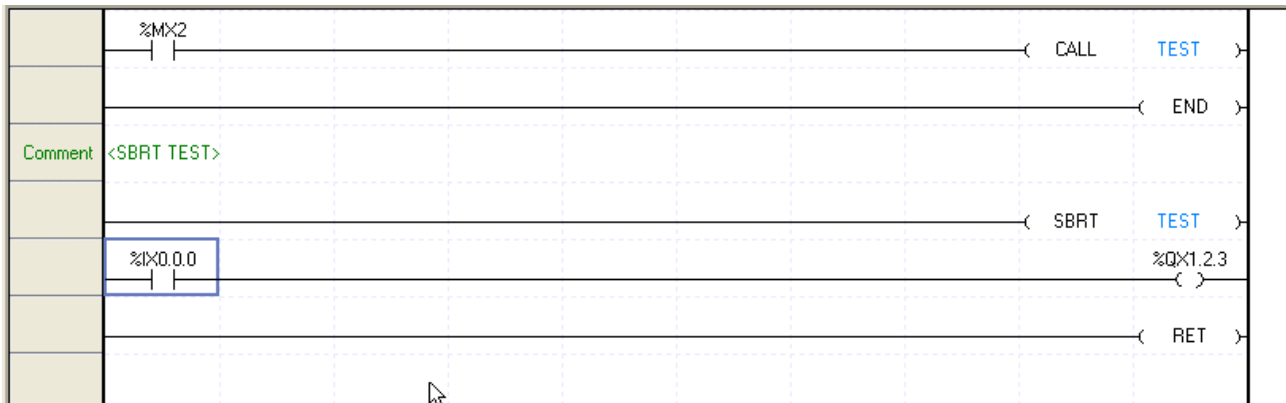 %MX2
CALL TEST
END
Comment <SBRT TEST>
SBRT TEST
%IX0.0.0 %QX1.2.3
RET